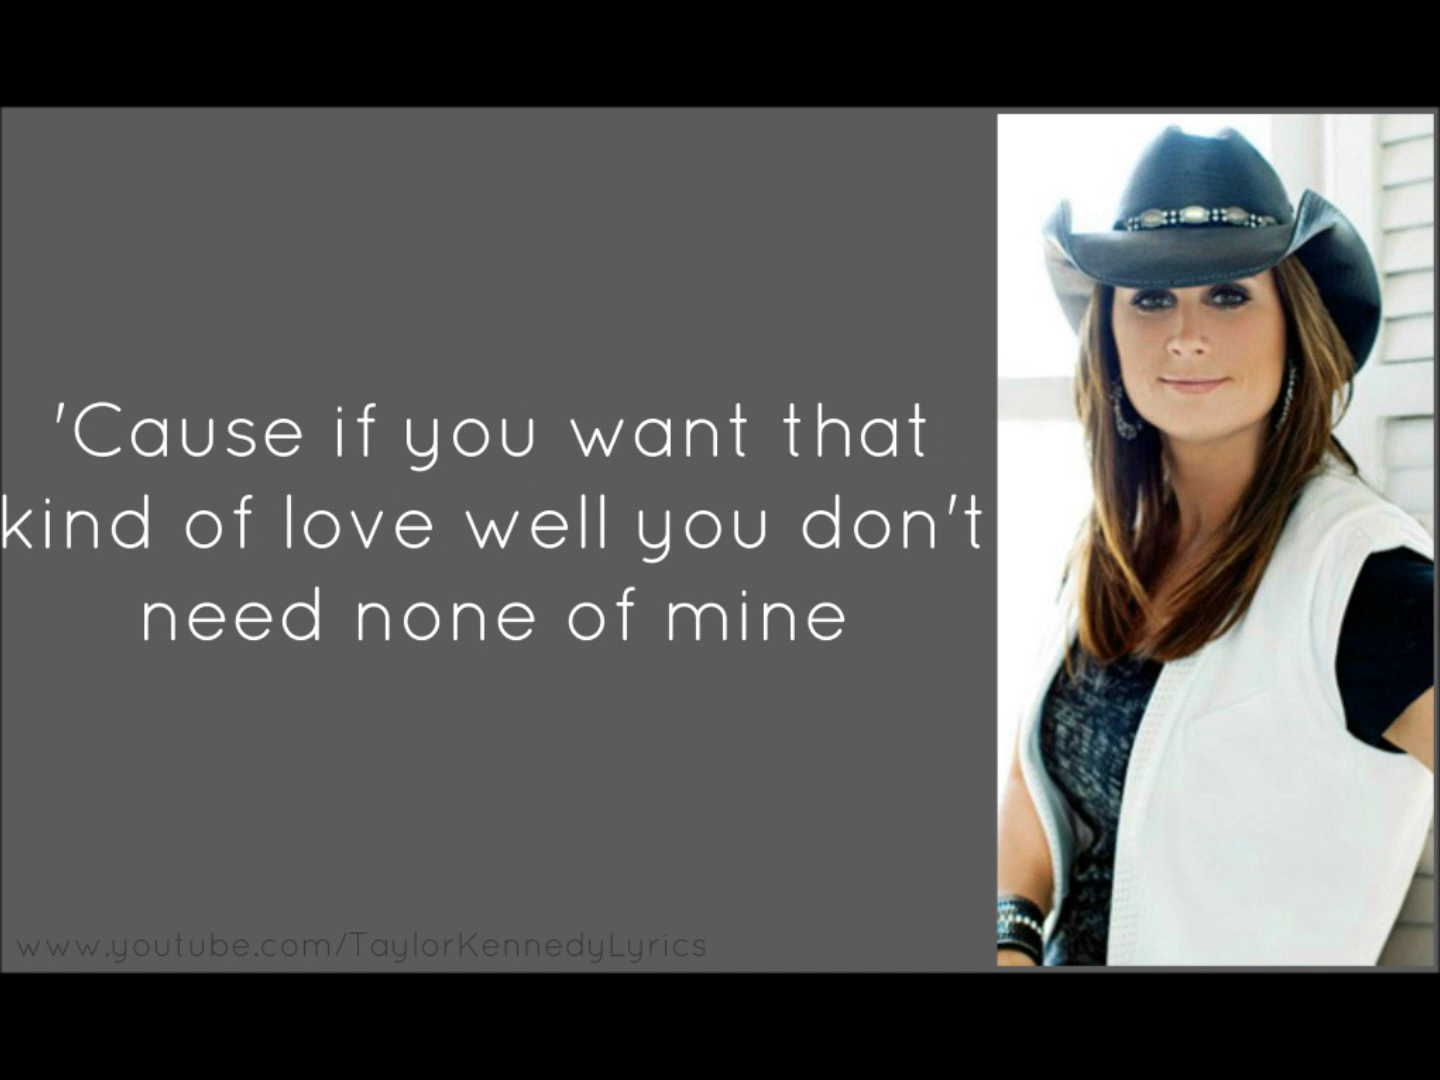 'Cause if you want that
kind of love well you don't
need none of mine
www.youtube.com/TaylorKennedyLyrics